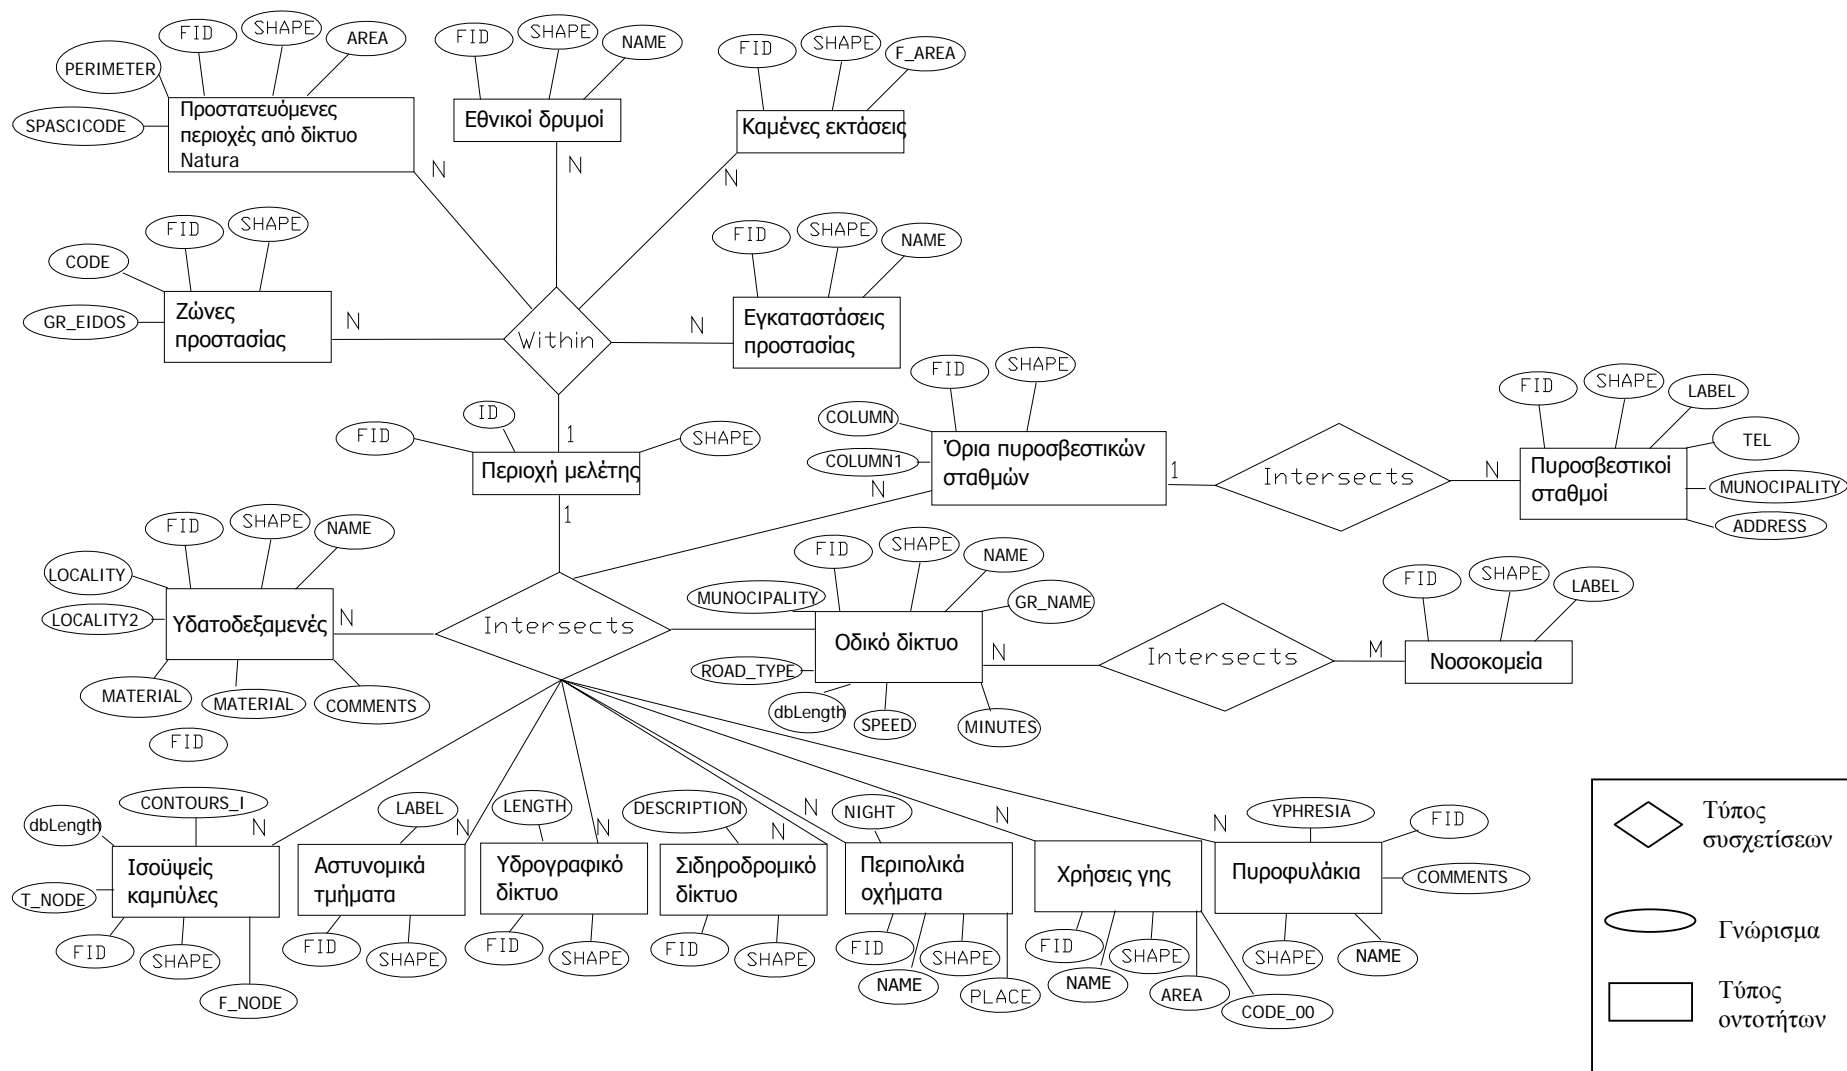 FID
SHAPE
AREA
PERIMETER
SPASCICODE
Προστατευόμενες
περιοχές από δίκτυο
Natura
N
FID
SHAPE
NAME
Εθνικοί δρυμοί
N
FID
SHAPE
F_AREA
Καμένες εκτάσεις
N
FID
SHAPE
CODE
GR_EIDOS
Ζώνες
προστασίας
N
Within
FID
SHAPE
NAME
N
Εγκαταστάσεις
προστασίας
FID
ID
SHAPE
1
Περιοχή μελέτης
1
FID
SHAPE
COLUMN
COLUMN1
Όρια πυροσβεστικών
σταθμών
N
1
Intersects
N
FID
SHAPE
LABEL
TEL
MUNOCIPALITY
ADDRESS
Πυροσβεστικοί
σταθμοί
FID
SHAPE
NAME
LOCALITY
LOCALITY2
Υδατοδεξαμενές
N
MATERIAL
MATERIAL
COMMENTS
FID
Intersects
FID
SHAPE
NAME
MUNOCIPALITY
GR_NAME
Οδικό δίκτυο
ROAD_TYPE
dbLength
SPEED
MINUTES
N
Intersects
M
FID
SHAPE
LABEL
Νοσοκομεία
CONTOURS_I
dbLength
N
Ισοϋψείς
καμπύλες
T_NODE
FID
SHAPE
F_NODE
LABEL
N
Αστυνομικά
τμήματα
FID
SHAPE
LENGTH
N
Υδρογραφικό
δίκτυο
FID
SHAPE
DESCRIPTION
N
Σιδηροδρομικό
δίκτυο
FID
SHAPE
N
NIGHT
Περιπολικά
οχήματα
FID
NAME
SHAPE
PLACE
N
Χρήσεις γης
FID
NAME
SHAPE
AREA
CODE_00
N
YPHRESIA
FID
Πυροφυλάκια
COMMENTS
SHAPE
NAME
Τύπος
συσχετίσεων
Γνώρισμα
Τύπος
οντοτήτων